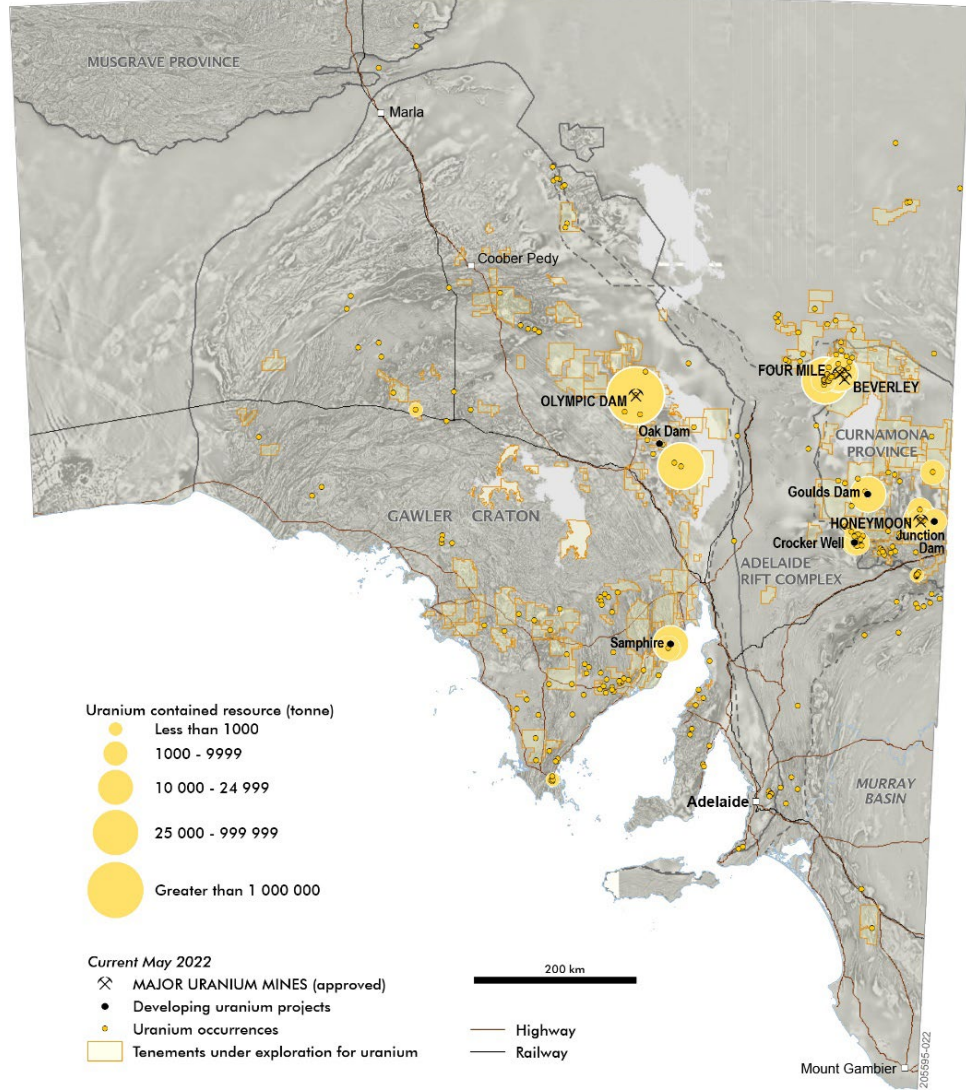 MUSGRAVE PROVINCE
Marla
Coober Pedy
FOUR MILE
BEVERLEY
OLYMPIC DAM
Oak Dam
CURNAMONA
PROVINCE
Goulds Dam
GAWLER CRATON
HONEYMOON
Junction
Dam
Crocker Well
ADELAIDE
RIFT COMPLEX
Samphire
Uranium contained resource (tonne)
Less than 1000
1000 - 9999
10 000 - 24 999
25 000 - 999 999
Greater than 1 000 000
MURRAY
BASIN
Adelaide
Current May 2022
MAJOR URANIUM MINES (approved)
Developing uranium projects
Uranium occurrences
Tenements under exploration for uranium
200 km
Highway
Railway
Mount Gambier
205595-022